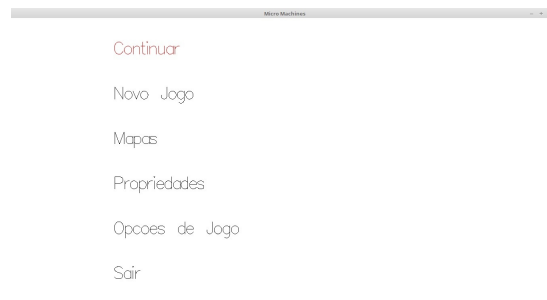 Micro Machines
Continuar
Novo Jogo
Mapas
Propriedades
Opcoes de Jogo
Sair